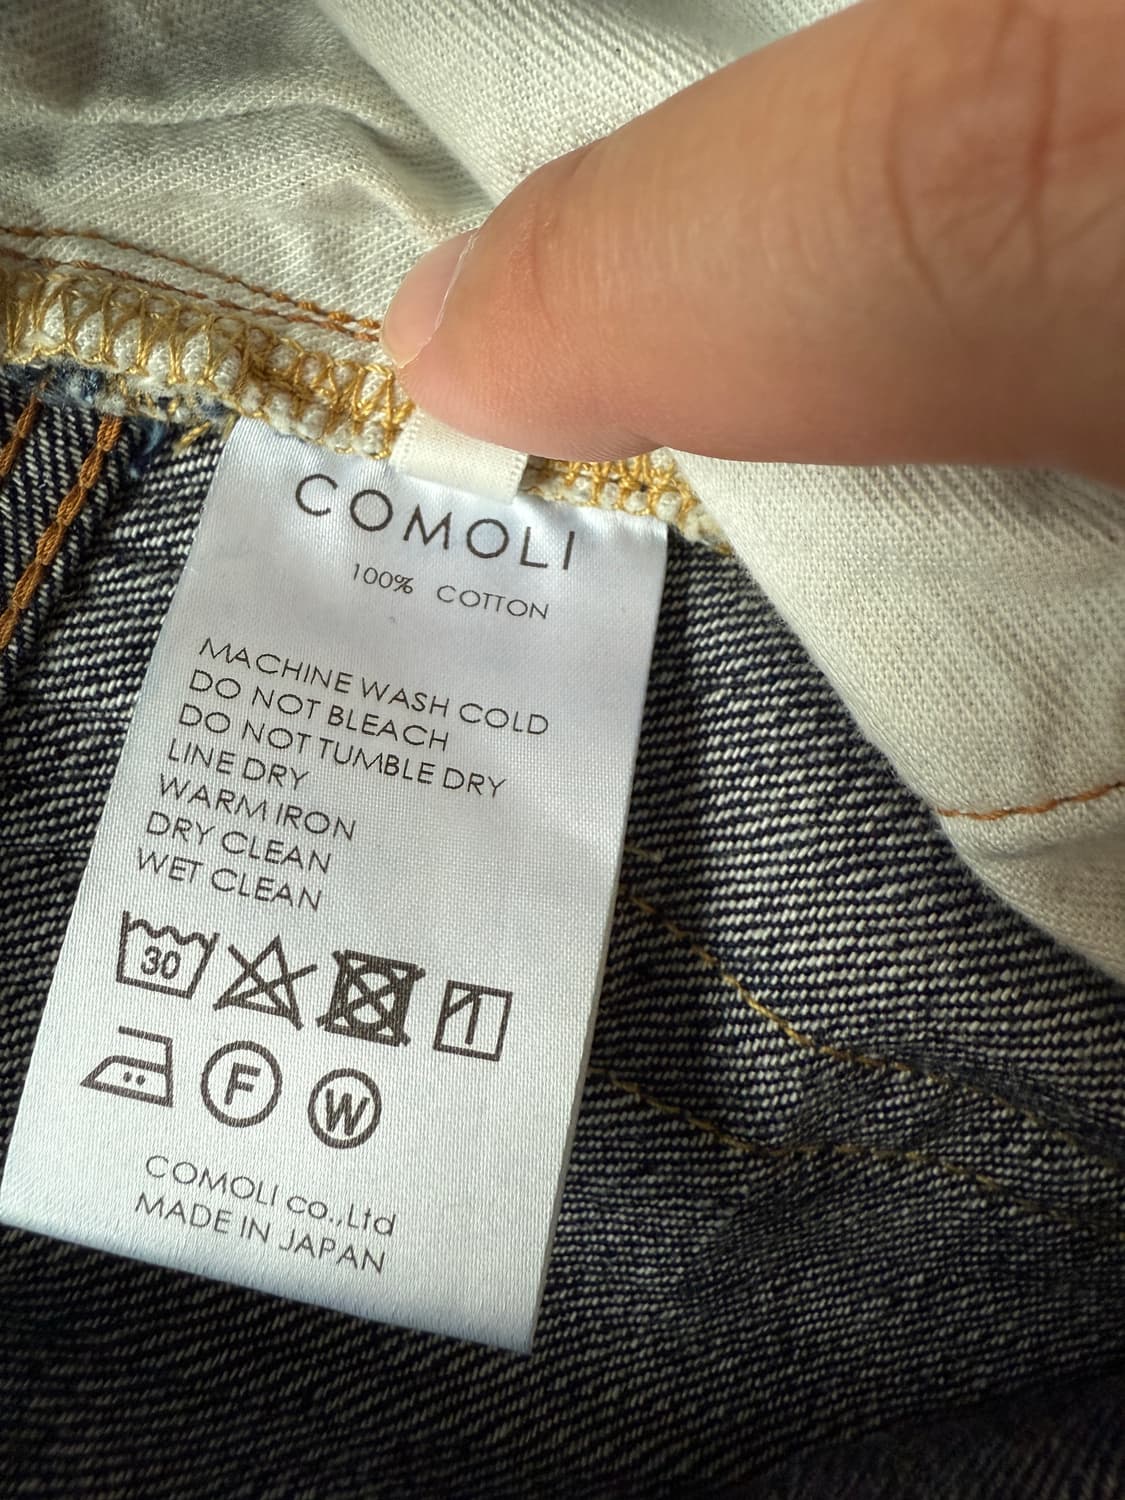 COMOLI
100% COTTON
MACHINE WASH COLD
DO NOT BLEACH
DO NOT TUMBLE DRY
LINE DRY
WARM IRON
DRY CLEAN
WET CLEAN
30
F W
COMOLI co.,Ltd
MADE IN JAPAN